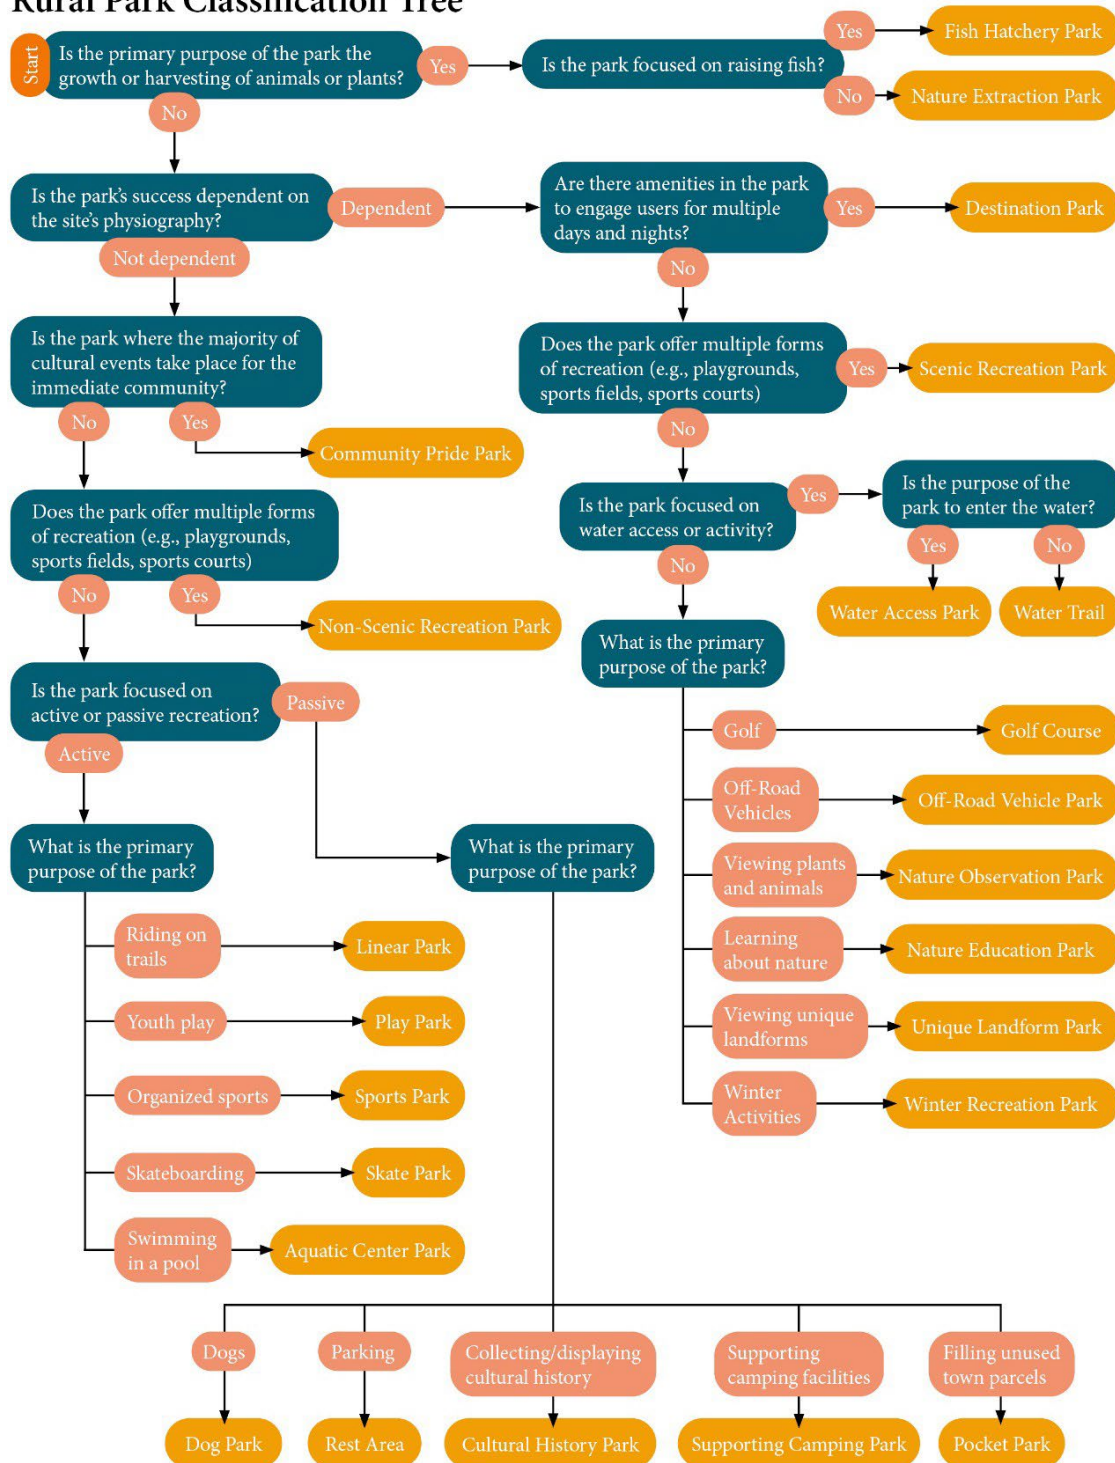 Rural Park Classification Tree
Start
Is the primary purpose of the park the
growth or harvesting of animals or plants?
Yes
Is the park focused on raising fish?
Yes
Fish Hatchery Park
No
Nature Extraction Park
No
Is the park's success dependent on
the site's physiography?
Dependent
Are there amenities in the park
to engage users for multiple
days and nights?
Yes
Destination Park
Not dependent
No
Is the park where the majority of
cultural events take place for the
immediate community?
Does the park offer multiple forms
of recreation (e.g., playgrounds,
sports fields, sports courts)
Yes
Scenic Recreation Park
No
Yes
Community Pride Park
No
Is the park focused on
water access or activity?
Yes
Is the purpose of the
park to enter the water?
Yes
No
Water Access Park
Water Trail
Does the park offer multiple forms
of recreation (e.g., playgrounds,
sports fields, sports courts)
No
Yes
Non-Scenic Recreation Park
No
What is the primary
purpose of the park?
Is the park focused on
active or passive recreation?
Passive
Active
Golf
Golf Course
Off-Road
Vehicles
Off-Road Vehicle Park
Viewing plants
and animals
Nature Observation Park
Learning
about nature
Nature Education Park
Viewing unique
landforms
Unique Landform Park
Winter
Activities
Winter Recreation Park
What is the primary
purpose of the park?
What is the primary
purpose of the park?
Riding on
trails
Linear Park
Youth play
Play Park
Organized sports
Sports Park
Skateboarding
Skate Park
Swimming
in a pool
Aquatic Center Park
Dogs
Parking
Collecting/displaying
cultural history
Supporting
camping facilities
Filling unused
town parcels
Dog Park
Rest Area
Cultural History Park
Supporting Camping Park
Pocket Park